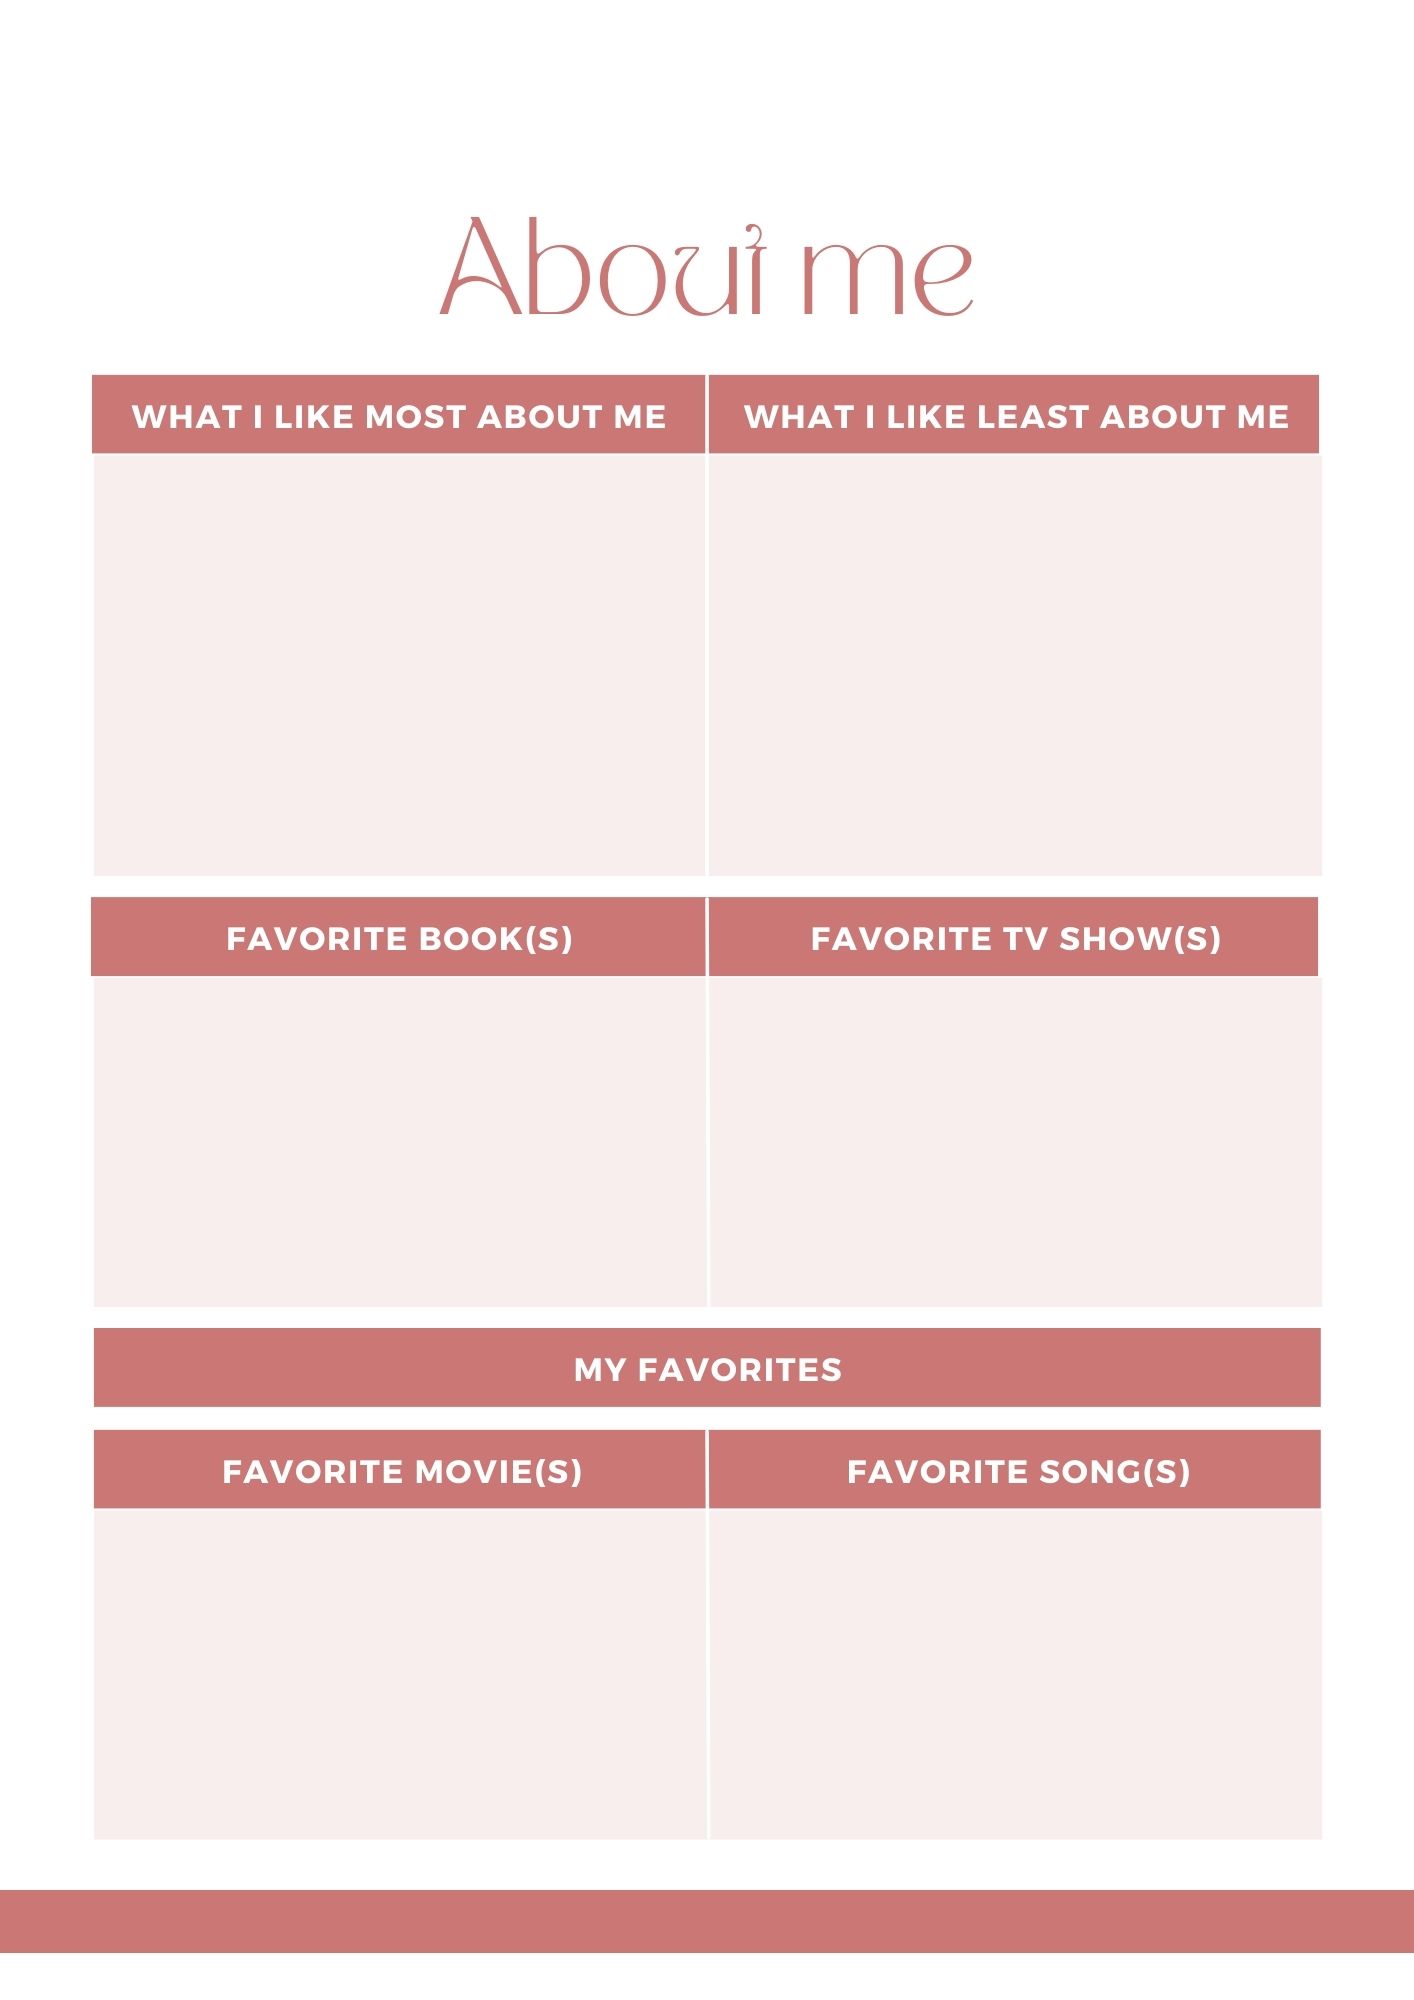 About me
WHAT I LIKE MOST ABOUT ME
WHAT I LIKE LEAST ABOUT ME
FAVORITE BOOK(S)
FAVORITE TV SHOW(S)
MY FAVORITES
FAVORITE MOVIE(S)
FAVORITE SONG(S)